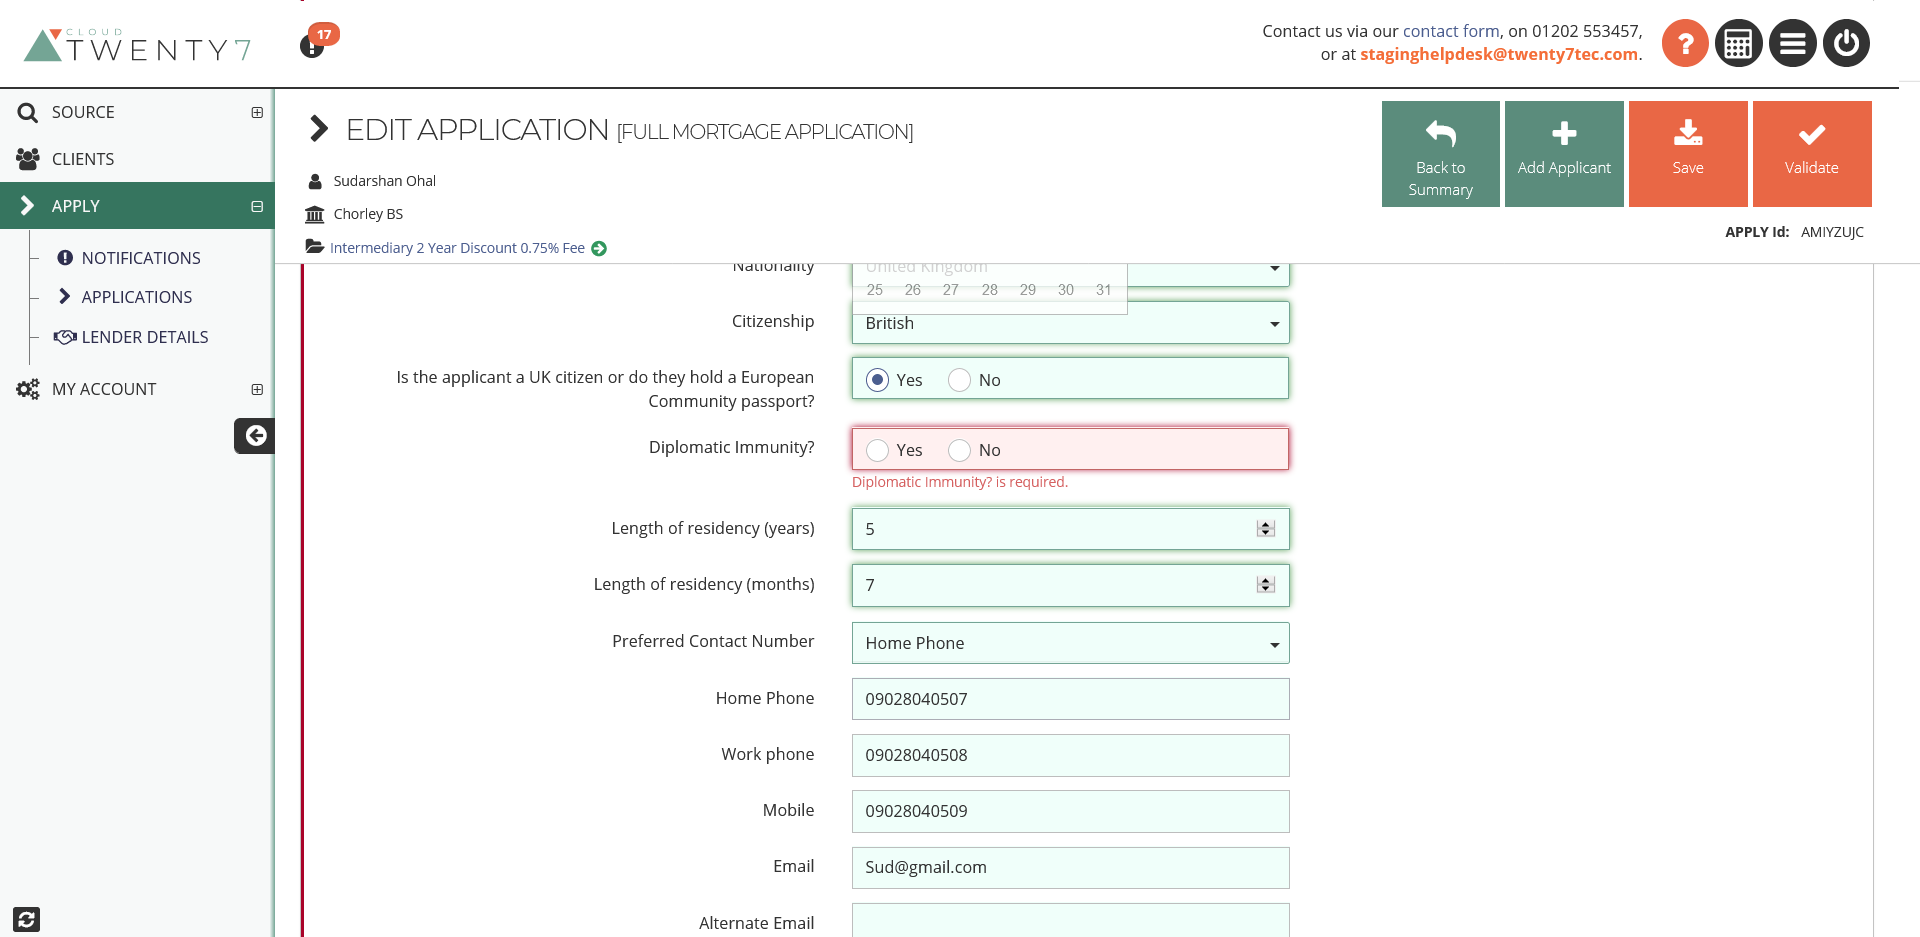 CLOUD
TWENTY7
17
Contact us via our contact form, on 01202 553457,
or at staginghelpdesk@twenty7tec.com.
?
SOURCE
CLIENTS
APPLY
NOTIFICATIONS
APPLICATIONS
LENDER DETAILS
MY ACCOUNT
EDIT APPLICATION [FULL MORTGAGE APPLICATION]
Sudarshan Ohal
Chorley BS
Intermediary 2 Year Discount 0.75% Fee
Back to
Summary
Add Applicant
Save
Validate
APPLY Id: AMIYZUJC
Nationality
United Kingdom
25 26 27 28 29 30 31
Citizenship
British
Is the applicant a UK citizen or do they hold a European
Community passport?
Yes No
Diplomatic Immunity?
Yes No
Diplomatic Immunity? is required.
Length of residency (years)
5
Length of residency (months)
7
Preferred Contact Number
Home Phone
Home Phone
09028040507
Work phone
09028040508
Mobile
09028040509
Email
Sud@gmail.com
Alternate Email